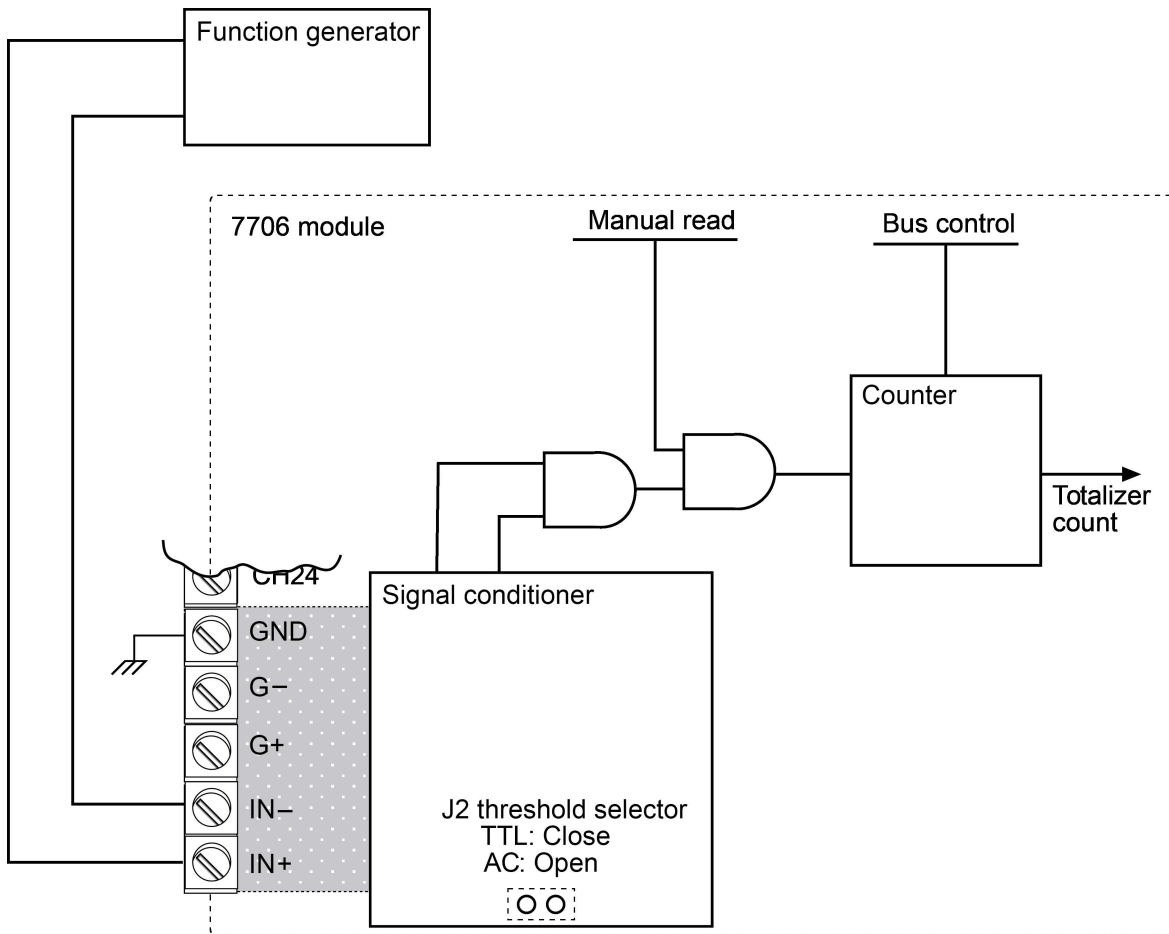 Function generator
7706 module
Manual read
Bus control
Counter
Totalizer
count
CH24
Signal conditioner
GND
G−
G+
IN−
IN+
J2 threshold selector
TTL: Close
AC: Open